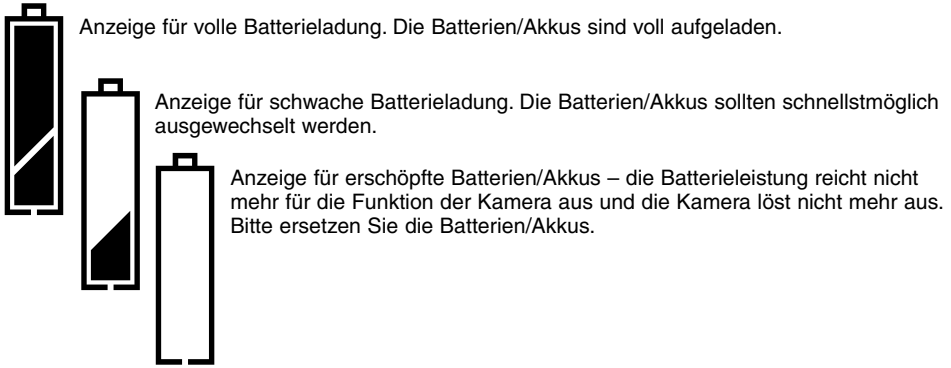 Anzeige für volle Batterieladung. Die Batterien/Akkus sind voll aufgeladen.
Anzeige für schwache Batterieladung. Die Batterien/Akkus sollten schnellstmöglich
ausgewechselt werden.
Anzeige für erschöpfte Batterien/Akkus – die Batterieleistung reicht nicht
mehr für die Funktion der Kamera aus und die Kamera löst nicht mehr aus.
Bitte ersetzen Sie die Batterien/Akkus.